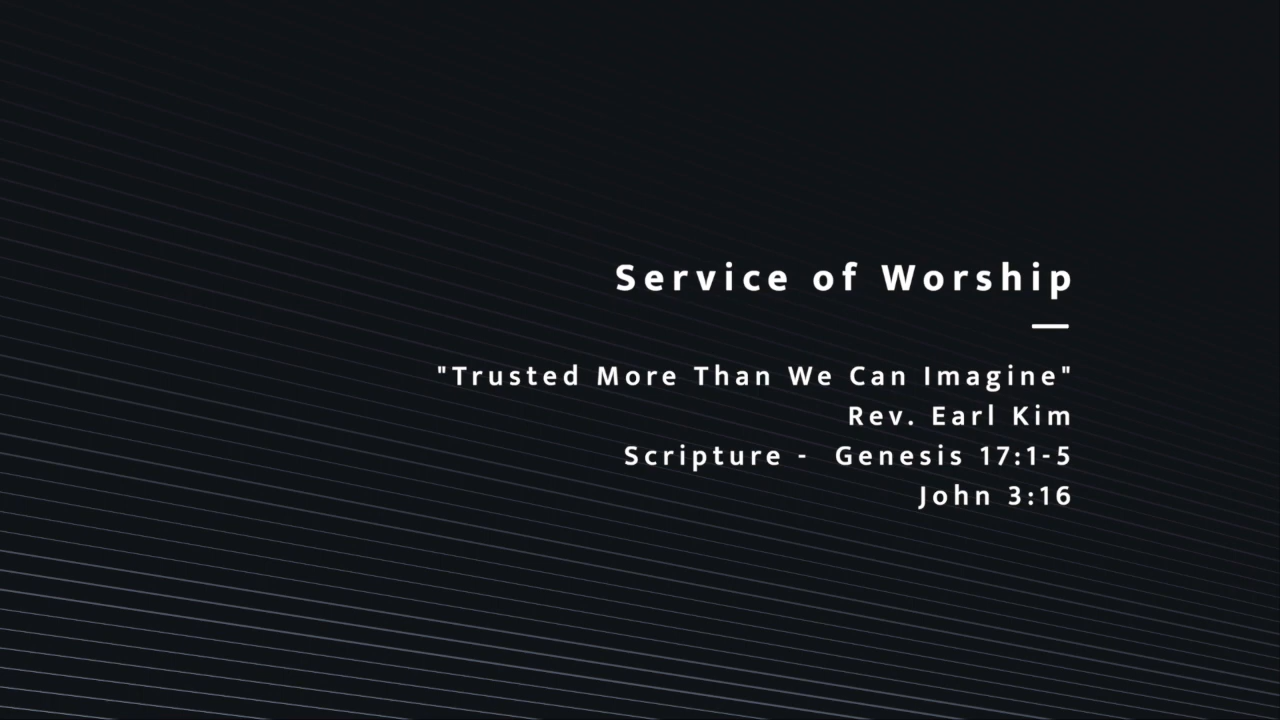 Service of Worship
"Trusted More Than We Can Imagine"
Rev. Earl Kim
Scripture -  Genesis 17:1-5
John 3:16